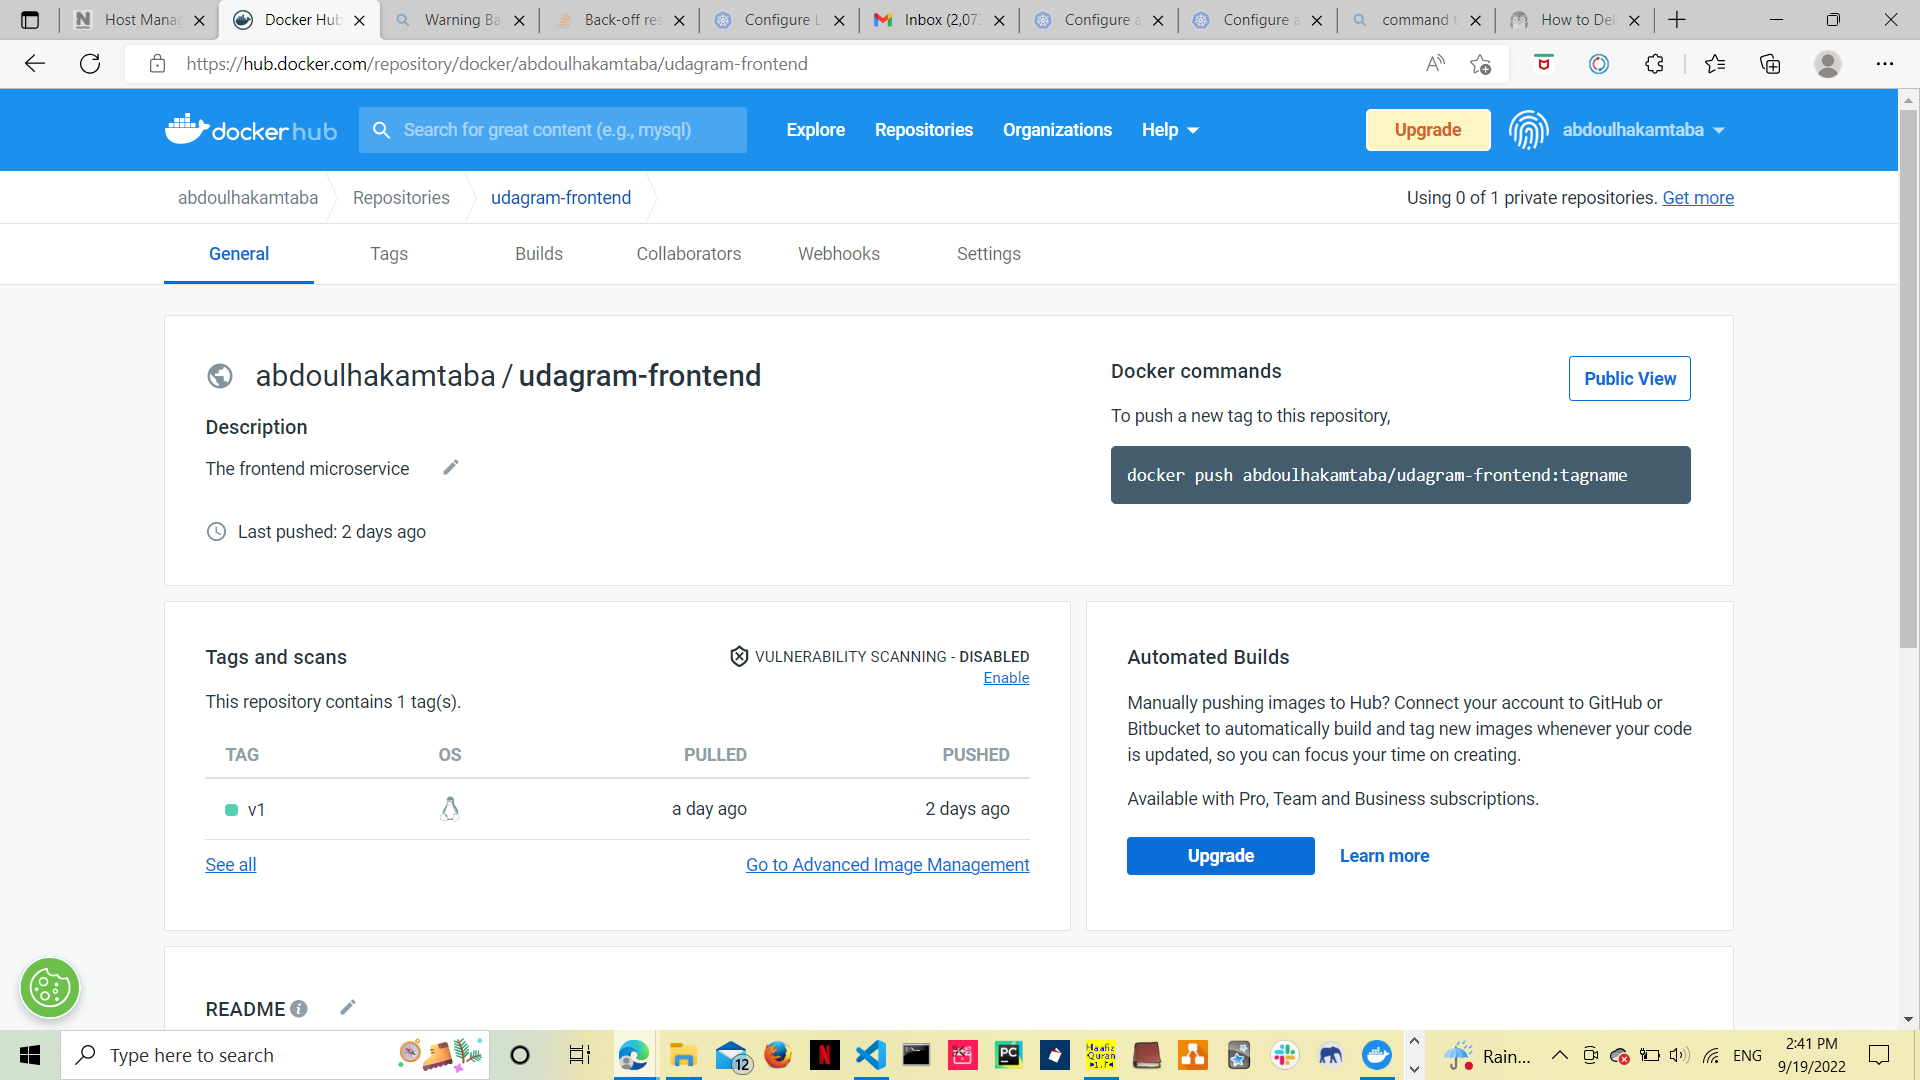 Host Manag
Docker Hub
Warning Ba
Back-off res
Configure L
Inbox (2,073
Configure a
Configure a
command t
How to Del
https://hub.docker.com/repository/docker/abdoulhakamtaba/udagram-frontend
dockerhub
Search for great content (e.g., mysql)
Explore
Repositories
Organizations
Help
Upgrade
abdoulhakamtaba
abdoulhakamtaba
Repositories
udagram-frontend
Using 0 of 1 private repositories. Get more
General
Tags
Builds
Collaborators
Webhooks
Settings
abdoulhakamtaba / udagram-frontend
Description
The frontend microservice
Last pushed: 2 days ago
Docker commands
Public View
To push a new tag to this repository,
docker push abdoulhakamtaba/udagram-frontend:tagname
Tags and scans
VULNERABILITY SCANNING - DISABLED
Enable
This repository contains 1 tag(s).
TAG
OS
PULLED
PUSHED
v1
a day ago
2 days ago
See all
Go to Advanced Image Management
Automated Builds
Manually pushing images to Hub? Connect your account to GitHub or
Bitbucket to automatically build and tag new images whenever your code
is updated, so you can focus your time on creating.
Available with Pro, Team and Business subscriptions.
Upgrade
Learn more
README
Type here to search
12
N
PC
Haafiz
Quran
1.7
Rain...
ENG
2:41 PM
9/19/2022